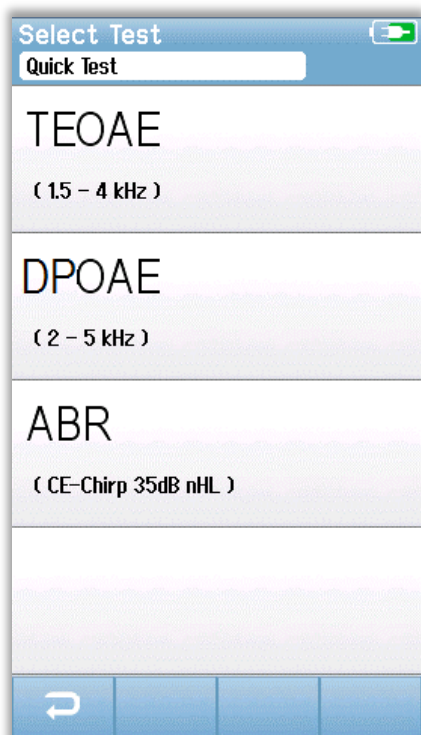 Select Test
Quick Test
TEOAE
( 1.5 - 4 kHz )
DPOAE
( 2 - 5 kHz )
ABR
( CE-Chirp 35dB nHL )